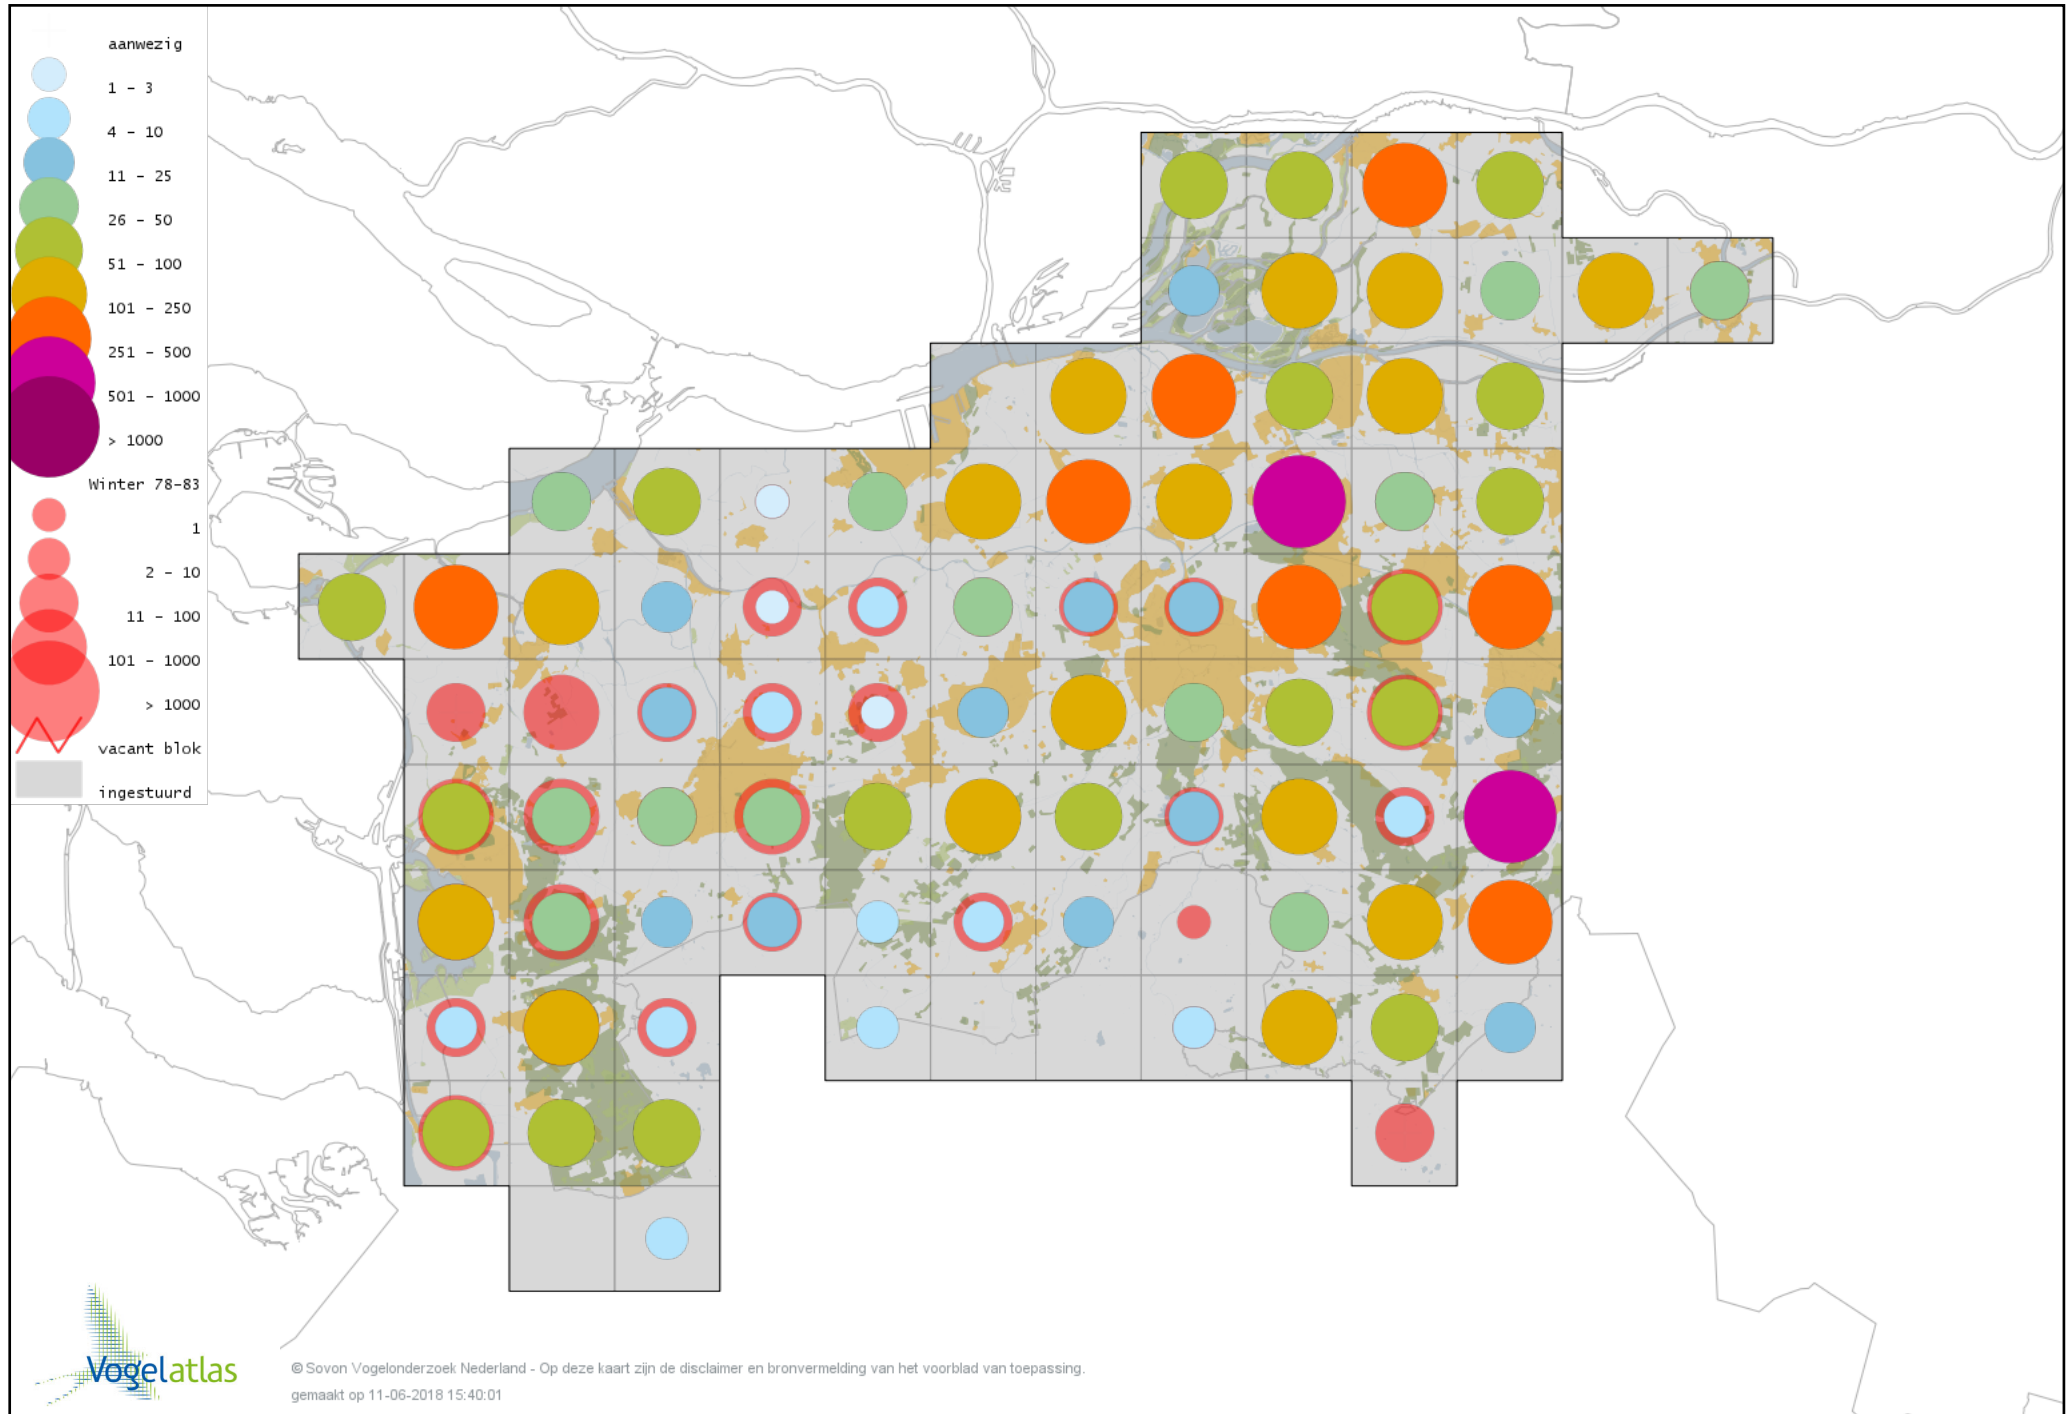 aanwezig
1 - 3
4 - 10
11 - 25
26 - 50
51 - 100
101 - 250
251 - 500
501 - 1000
> 1000
Winter 78-83
1
2 - 10
11 - 100
101 - 1000
> 1000
vacant blok
ingestuurd
Vogelatlas
© Sovon Vogelonderzoek Nederland - Op deze kaart zijn de disclaimer en bronvermelding van het voorblad van toepassing.
gemaakt op 11-06-2018 15:40:01